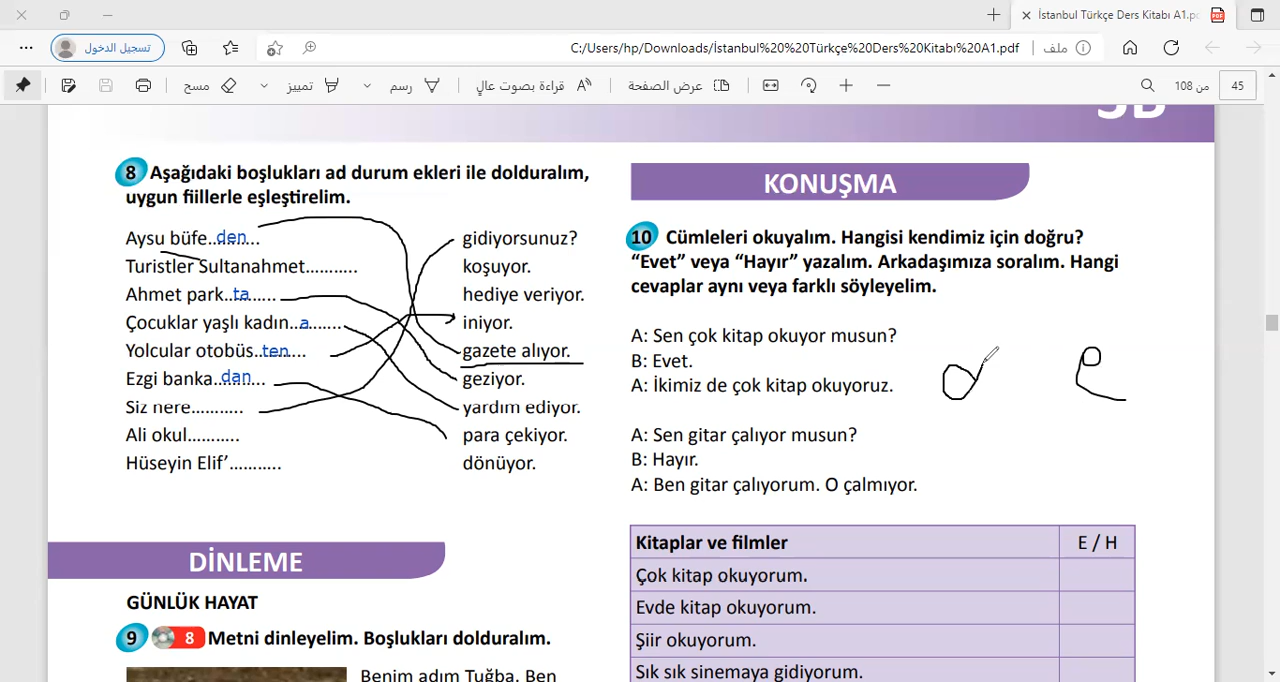 İstanbul Türkçe Ders Kitabı A1.pdf
تسجيل الدخول
C:/Users/hp/Downloads/İstanbul%20%20Türkçe%20Ders%20Kitabı%20A1.pdf
ملف
مسح
تمييز
رسم
قراءة بصوت عالٍ
عرض الصفحة
45 من 108
8 Aşağıdaki boşlukları ad durum ekleri ile dolduralım,
uygun fiillerle eşleştirelim.
Aysu büfe..den... gidiyorsunuz?
Turistler Sultanahmet........... koşuyor.
Ahmet park..ta...... hediye veriyor.
Çocuklar yaşlı kadın..a....... iniyor.
Yolcular otobüs..ten.... gazete alıyor.
Ezgi banka..dan.... geziyor.
Siz nere........... yardım ediyor.
Ali okul........... para çekiyor.
Hüseyin Elif’........... dönüyor.
DİNLEME
GÜNLÜK HAYAT
9 8 Metni dinleyelim. Boşlukları dolduralım.
Benim adım Tuğba. Ben
KONUŞMA
10 Cümleleri okuyalım. Hangisi kendimiz için doğru?
“Evet” veya “Hayır” yazalım. Arkadaşımıza soralım. Hangi
cevaplar aynı veya farklı söyleyelim.
A: Sen çok kitap okuyor musun?
B: Evet.
A: İkimiz de çok kitap okuyoruz.
A: Sen gitar çalıyor musun?
B: Hayır.
A: Ben gitar çalıyorum. O çalmıyor.
Kitaplar ve filmler E / H
Çok kitap okuyorum.
Evde kitap okuyorum.
Şiir okuyorum.
Sık sık sinemaya gidiyorum.